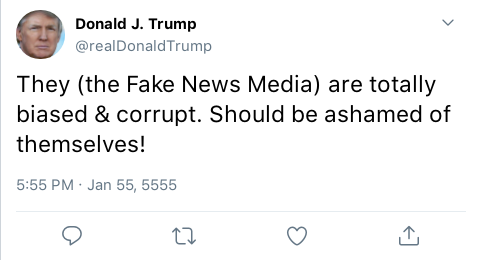 Donald J. Trump
@realDonaldTrump
They (the Fake News Media) are totally
biased & corrupt. Should be ashamed of
themselves!
5:55 PM · Jan 55, 5555